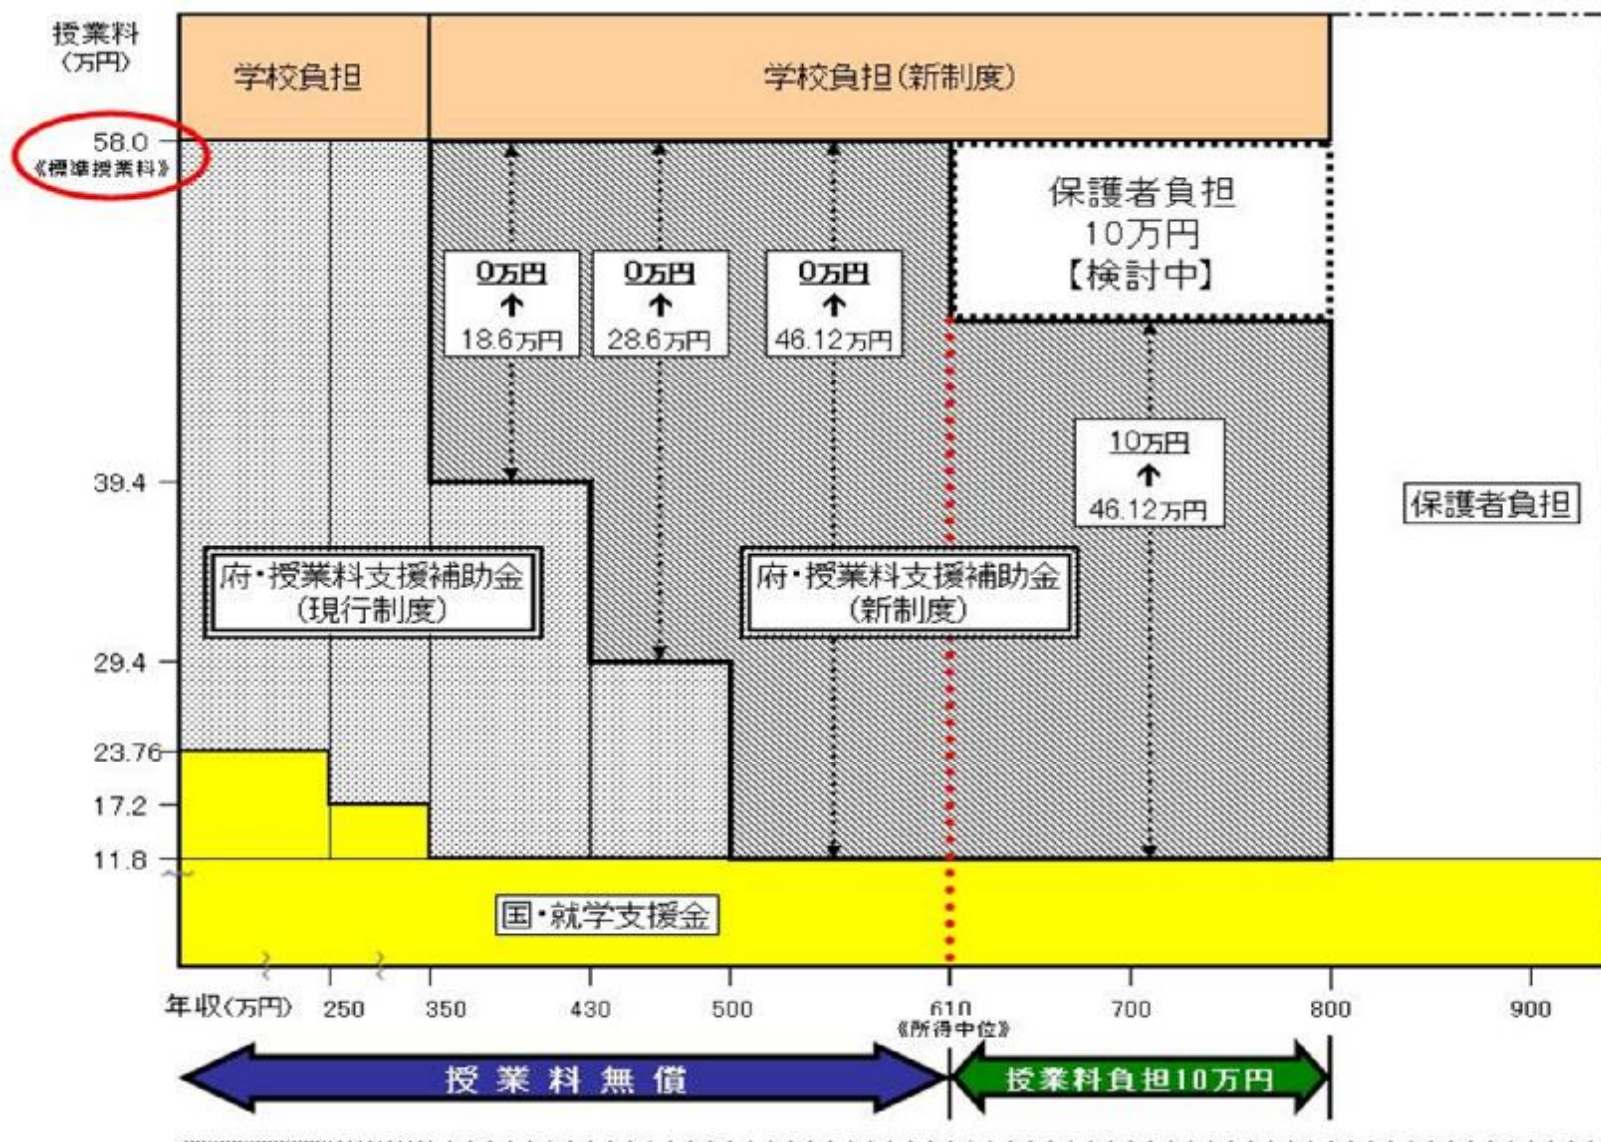 授業料
(万円)
学校負担
学校負担(新制度)
58.0
《標準授業料》
保護者負担
10万円
【検討中】
0万円
↑
18.6万円
0万円
↑
28.6万円
0万円
↑
46.12万円
10万円
↑
46.12万円
39.4
保護者負担
府・授業料支援補助金
(現行制度)
府・授業料支援補助金
(新制度)
29.4
23.76
17.2
11.8
国・就学支援金
年収(万円)
250
350
430
500
610
700
800
900
《所得中位》
授業料無償
授業料負担10万円